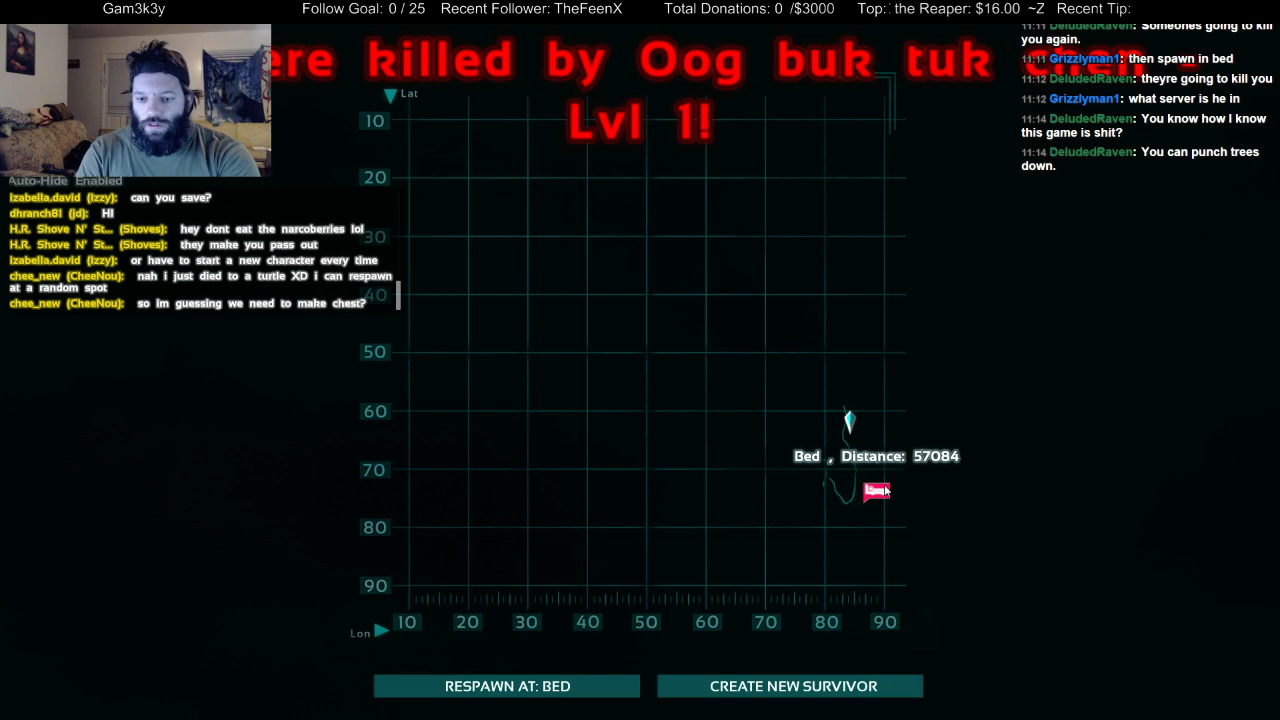 Gam3k3y Follow Goal: 0 / 25 Recent Follower: TheFeenX Total Donations: 0 /$3000 Top: the Reaper: $16.00 ~Z Recent Tip:
ere killed by Oog buk tuk chen -
Lvl 1!
11:11 DeludedRaven: Someones going to kill
you again.
11:11 Grizzlyman1: then spawn in bed
11:12 DeludedRaven: theyre going to kill you
11:12 Grizzlyman1: what server is he in
11:14 DeludedRaven: You know how I know
this game is shit?
11:14 DeludedRaven: You can punch trees
down.
Auto-Hide Enabled
Izabella.david (Izzy): can you save?
dhranch81 (jd): HI
H.R. Shove N' St... (Shoves): hey dont eat the narcoberries lol
H.R. Shove N' St... (Shoves): they make you pass out
Izabella.david (Izzy): or have to start a new character every time
chee_new (CheeNou): nah i just died to a turtle XD i can respawn
at a random spot
chee_new (CheeNou): so im guessing we need to make chest?
Lat
10
20
30
40
50
60
70
80
90
Bed , Distance: 57084
Lon 10 20 30 40 50 60 70 80 90
RESPAWN AT: BED
CREATE NEW SURVIVOR